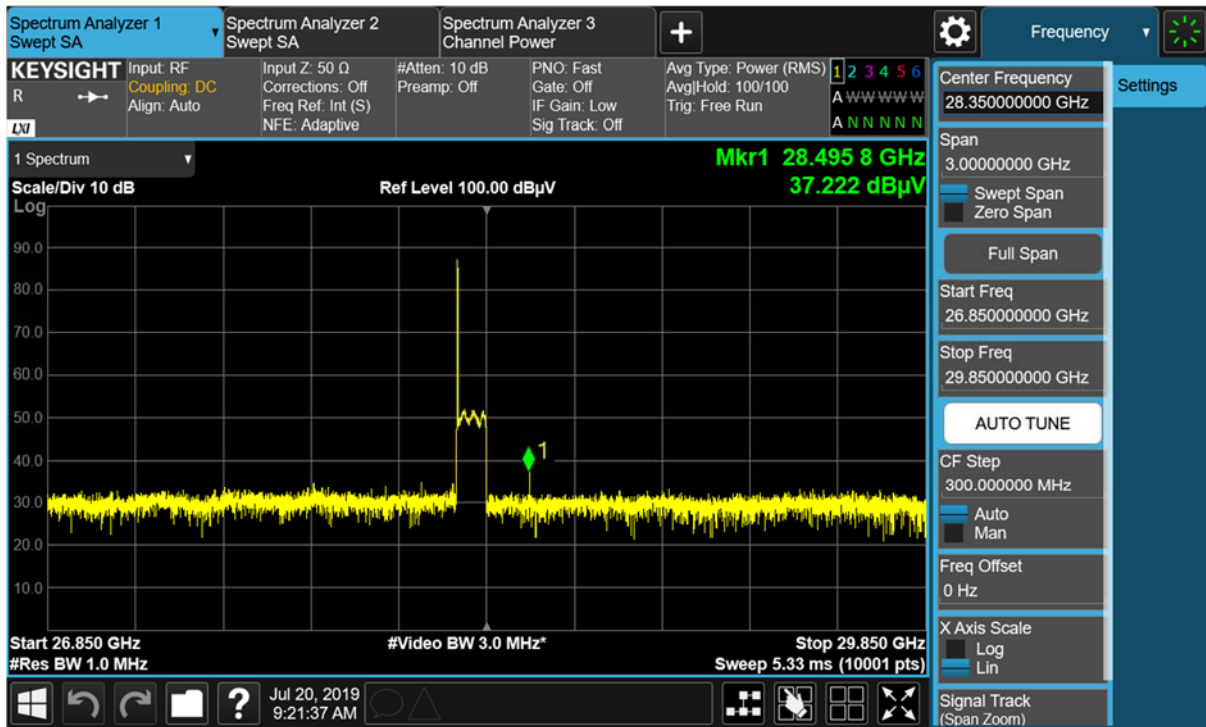 Spectrum Analyzer 1
Swept SA
Spectrum Analyzer 2
Swept SA
Spectrum Analyzer 3
Channel Power
Frequency
KEYSIGHT
R
LXI
Input: RF
Coupling: DC
Align: Auto
Input Z: 50 Ω
Corrections: Off
Freq Ref: Int (S)
NFE: Adaptive
#Atten: 10 dB
Preamp: Off
PNO: Fast
Gate: Off
IF Gain: Low
Sig Track: Off
Avg Type: Power (RMS)
Avg|Hold: 100/100
Trig: Free Run
1 2 3 4 5 6
A W W W W W
A N N N N N
Center Frequency
28.350000000 GHz
Settings
Span
3.00000000 GHz
Swept Span
Zero Span
Full Span
Start Freq
26.850000000 GHz
Stop Freq
29.850000000 GHz
AUTO TUNE
CF Step
300.000000 MHz
Auto
Man
Freq Offset
0 Hz
X Axis Scale
Log
Lin
Signal Track
(Span Zoom)
1 Spectrum
Mkr1 28.495 8 GHz
37.222 dBµV
Scale/Div 10 dB
Ref Level 100.00 dBµV
Log
90.0
80.0
70.0
60.0
50.0
40.0
30.0
20.0
10.0
1
Start 26.850 GHz
#Video BW 3.0 MHz*
Stop 29.850 GHz
#Res BW 1.0 MHz
Sweep 5.33 ms (10001 pts)
?
Jul 20, 2019
9:21:37 AM